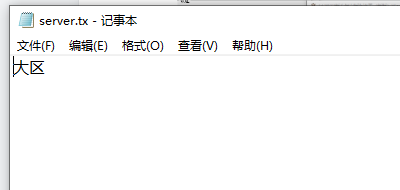 server.tx - 记事本
文件(F) 编辑(E) 格式(O) 查看(V) 帮助(H)
大区